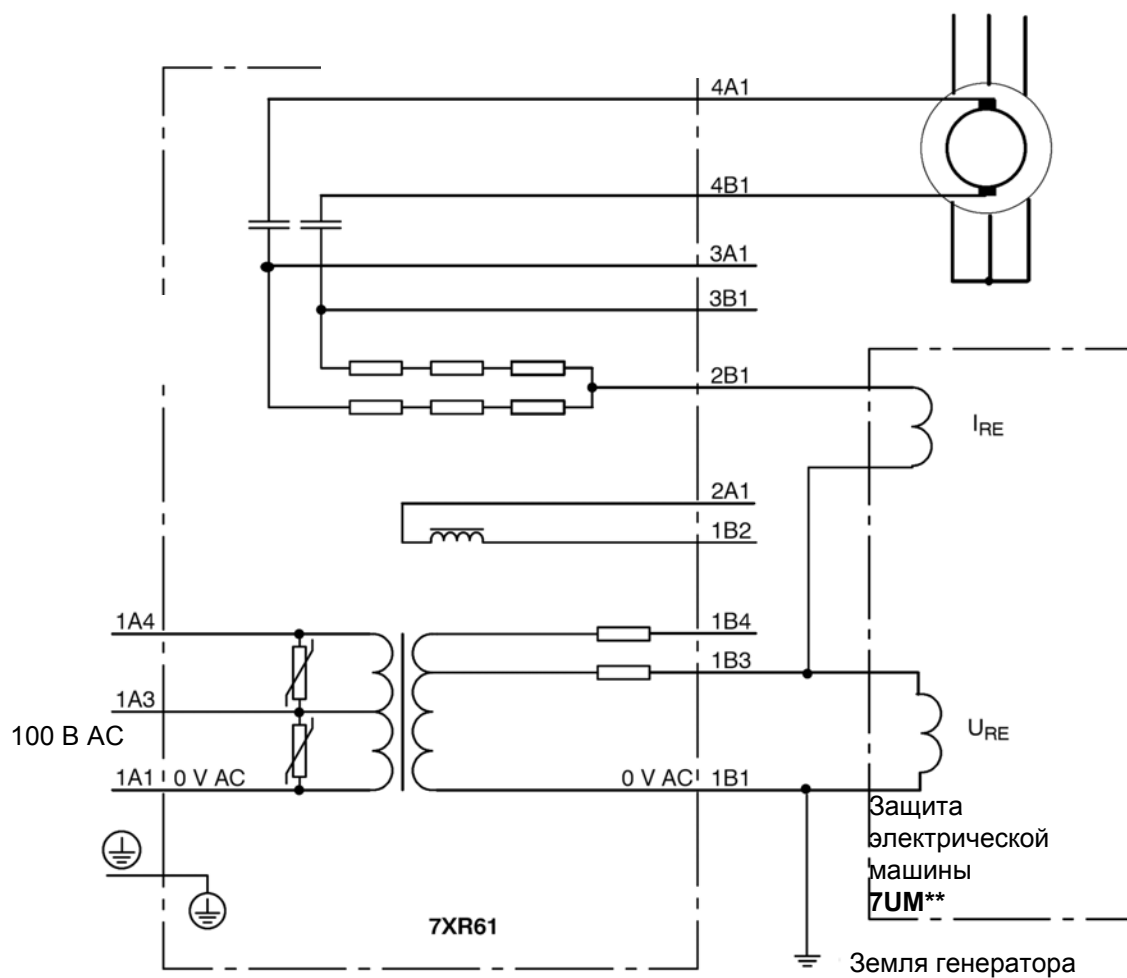 4A1
4B1
3A1
3B1
2B1
I_RE
2A1
1B2
1A4
1B4
1B3
1A3
100 В AC
U_RE
1A1 0 V AC
0 V AC 1B1
Защита
электрической
машины
7UM**
7XR61
Земля генератора